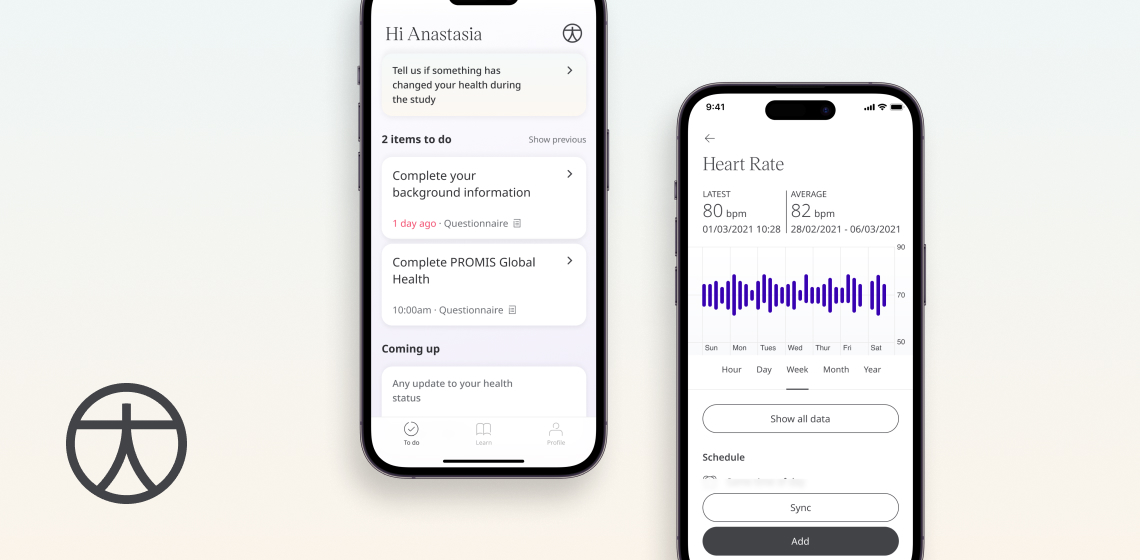 Hi Anastasia
Tell us if something has
changed your health during
the study
2 items to do
Show previous
Complete your
background information
1 day ago · Questionnaire
Complete PROMIS Global
Health
10:00am · Questionnaire
Coming up
Any update to your health
status
To do
Learn
Profile
9:41
Heart Rate
LATEST
80 bpm
01/03/2021 10:28
AVERAGE
82 bpm
28/02/2021 - 06/03/2021
90
70
50
Sun Mon Tues Wed Thur Fri Sat
Hour Day Week Month Year
Show all data
Schedule
Sync
Add